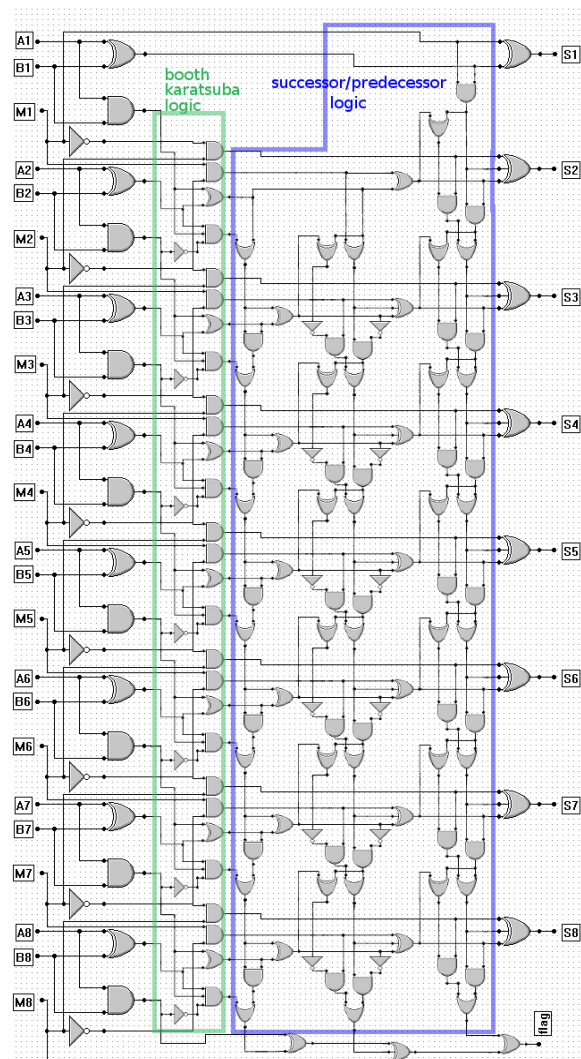 A1
S1
B1
booth
karatsuba
logic
successor/predecessor
logic
M1
A2
S2
B2
M2
A3
S3
B3
M3
A4
S4
B4
M4
A5
S5
B5
M5
A6
S6
B6
M6
A7
S7
B7
M7
A8
S8
B8
M8
flag